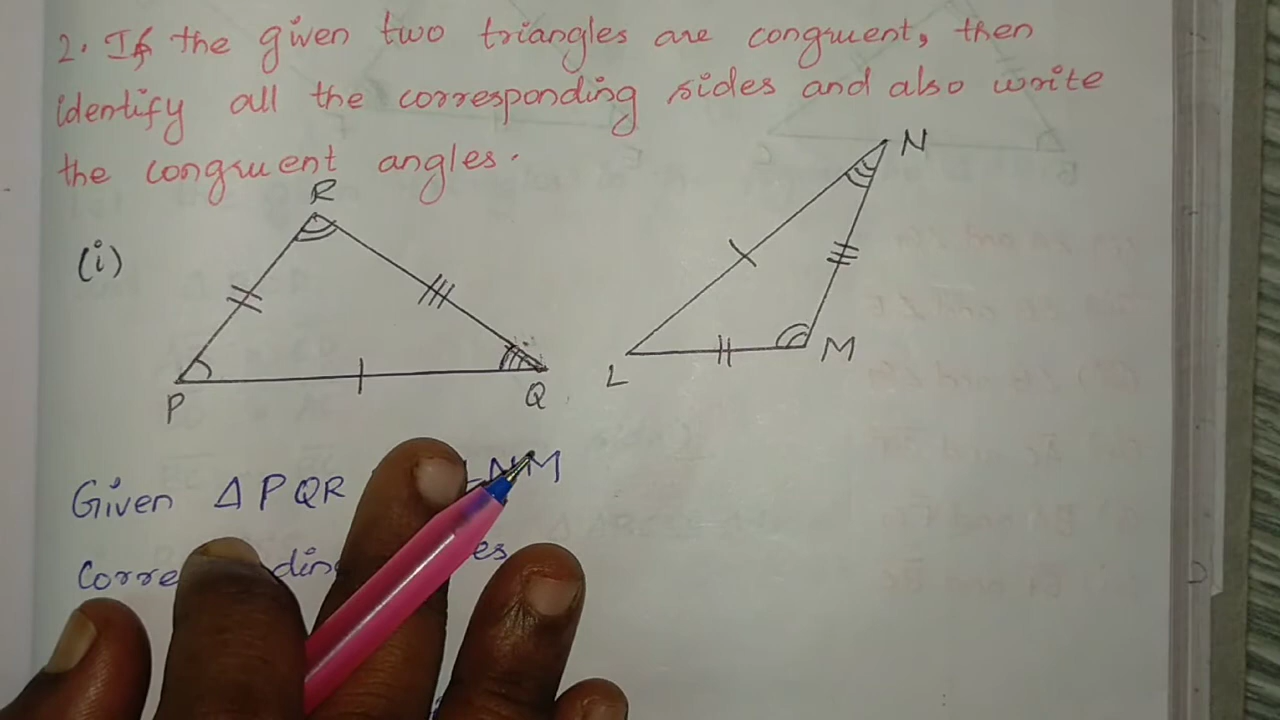 2. If the given two triangles are congruent, then
identify all the corresponding sides and also write
the congruent angles.
(i)
R
N
P
Q
L
M
Given Δ PQR NM